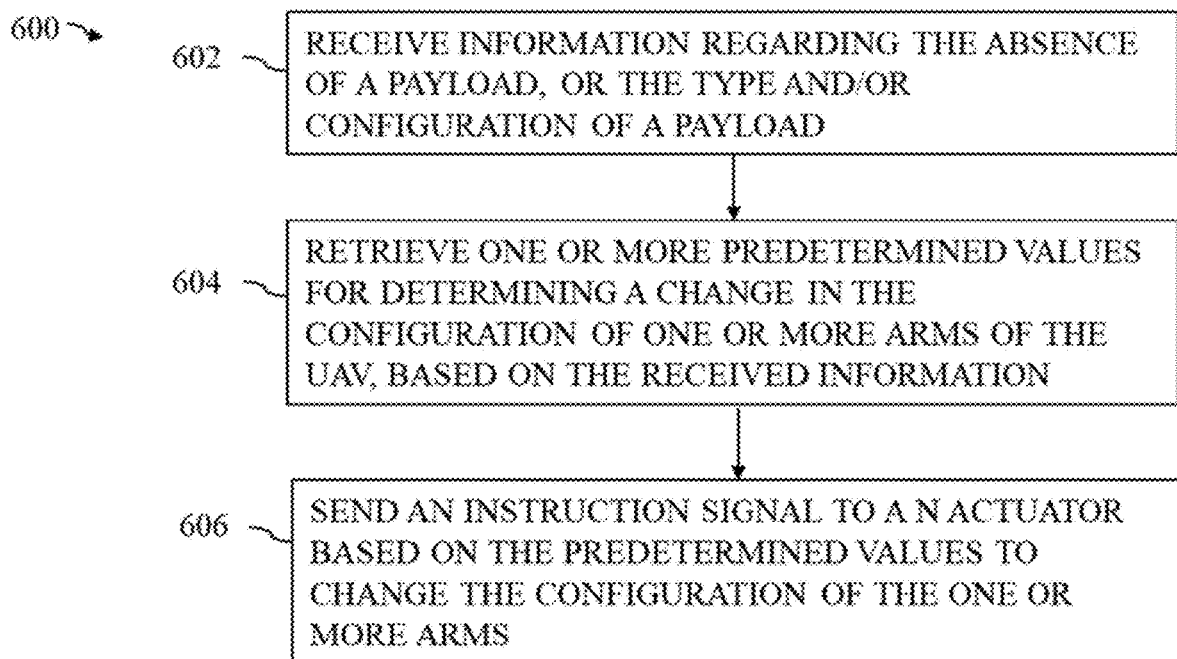 600
602
RECEIVE INFORMATION REGARDING THE ABSENCE
OF A PAYLOAD, OR THE TYPE AND/OR
CONFIGURATION OF A PAYLOAD
604
RETRIEVE ONE OR MORE PREDETERMINED VALUES
FOR DETERMINING A CHANGE IN THE
CONFIGURATION OF ONE OR MORE ARMS OF THE
UAV, BASED ON THE RECEIVED INFORMATION
606
SEND AN INSTRUCTION SIGNAL TO A N ACTUATOR
BASED ON THE PREDETERMINED VALUES TO
CHANGE THE CONFIGURATION OF THE ONE OR
MORE ARMS